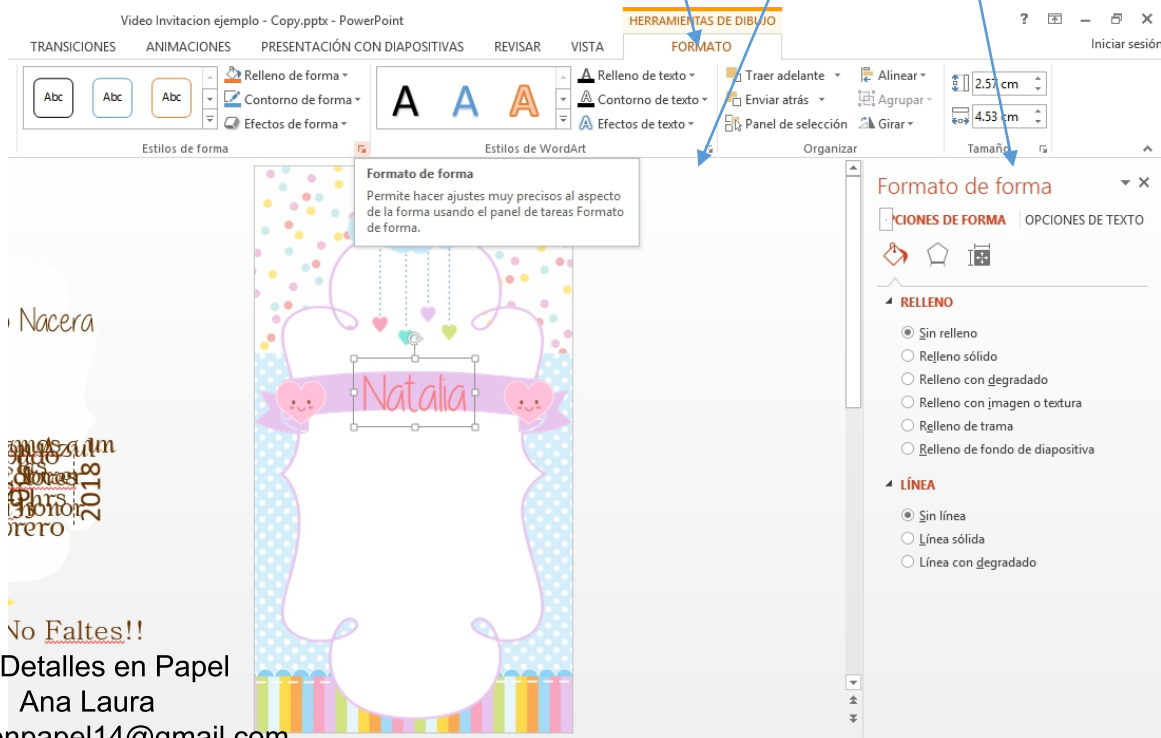 Video Invitacion ejemplo - Copy.pptx - PowerPoint
HERRAMIENTAS DE DIBUJO
?
TRANSICIONES ANIMACIONES PRESENTACIÓN CON DIAPOSITIVAS REVISAR VISTA FORMATO
Iniciar sesión
Abc Abc Abc
Relleno de forma
Contorno de forma
Efectos de forma
Estilos de forma
A A A
A Relleno de texto
A Contorno de texto
A Efectos de texto
Estilos de WordArt
Traer adelante
Enviar atrás
Panel de selección
Alinear
Agrupar
Girar
Organizar
2.57 cm
4.53 cm
Tamaño
Formato de forma
Permite hacer ajustes muy precisos al aspecto
de la forma usando el panel de tareas Formato
de forma.
Nacera
Natalia
2018
No Faltes!!
Detalles en Papel
Ana Laura
npapel14@gmail.com
Formato de forma
CIONES DE FORMA OPCIONES DE TEXTO
RELLENO
Sin relleno
Relleno sólido
Relleno con degradado
Relleno con imagen o textura
Relleno de trama
Relleno de fondo de diapositiva
LÍNEA
Sin línea
Línea sólida
Línea con degradado